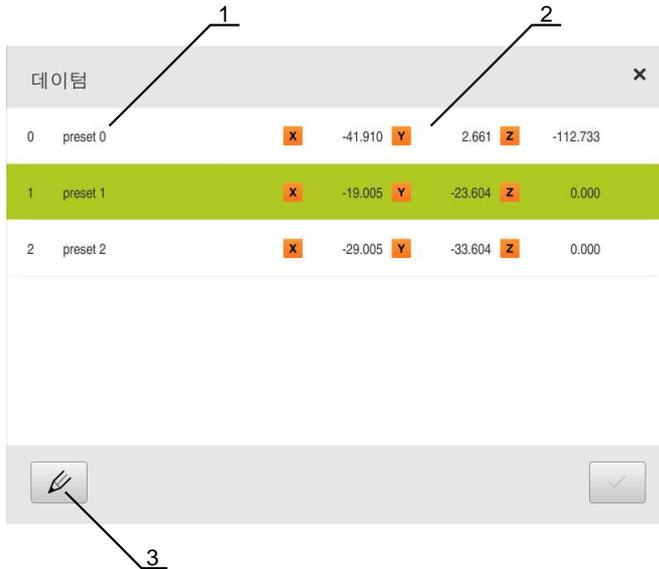 1 2
데이텀
0 preset 0 X -41.910 Y 2.661 Z -112.733
1 preset 1 X -19.005 Y -23.604 Z 0.000
2 preset 2 X -29.005 Y -33.604 Z 0.000
3